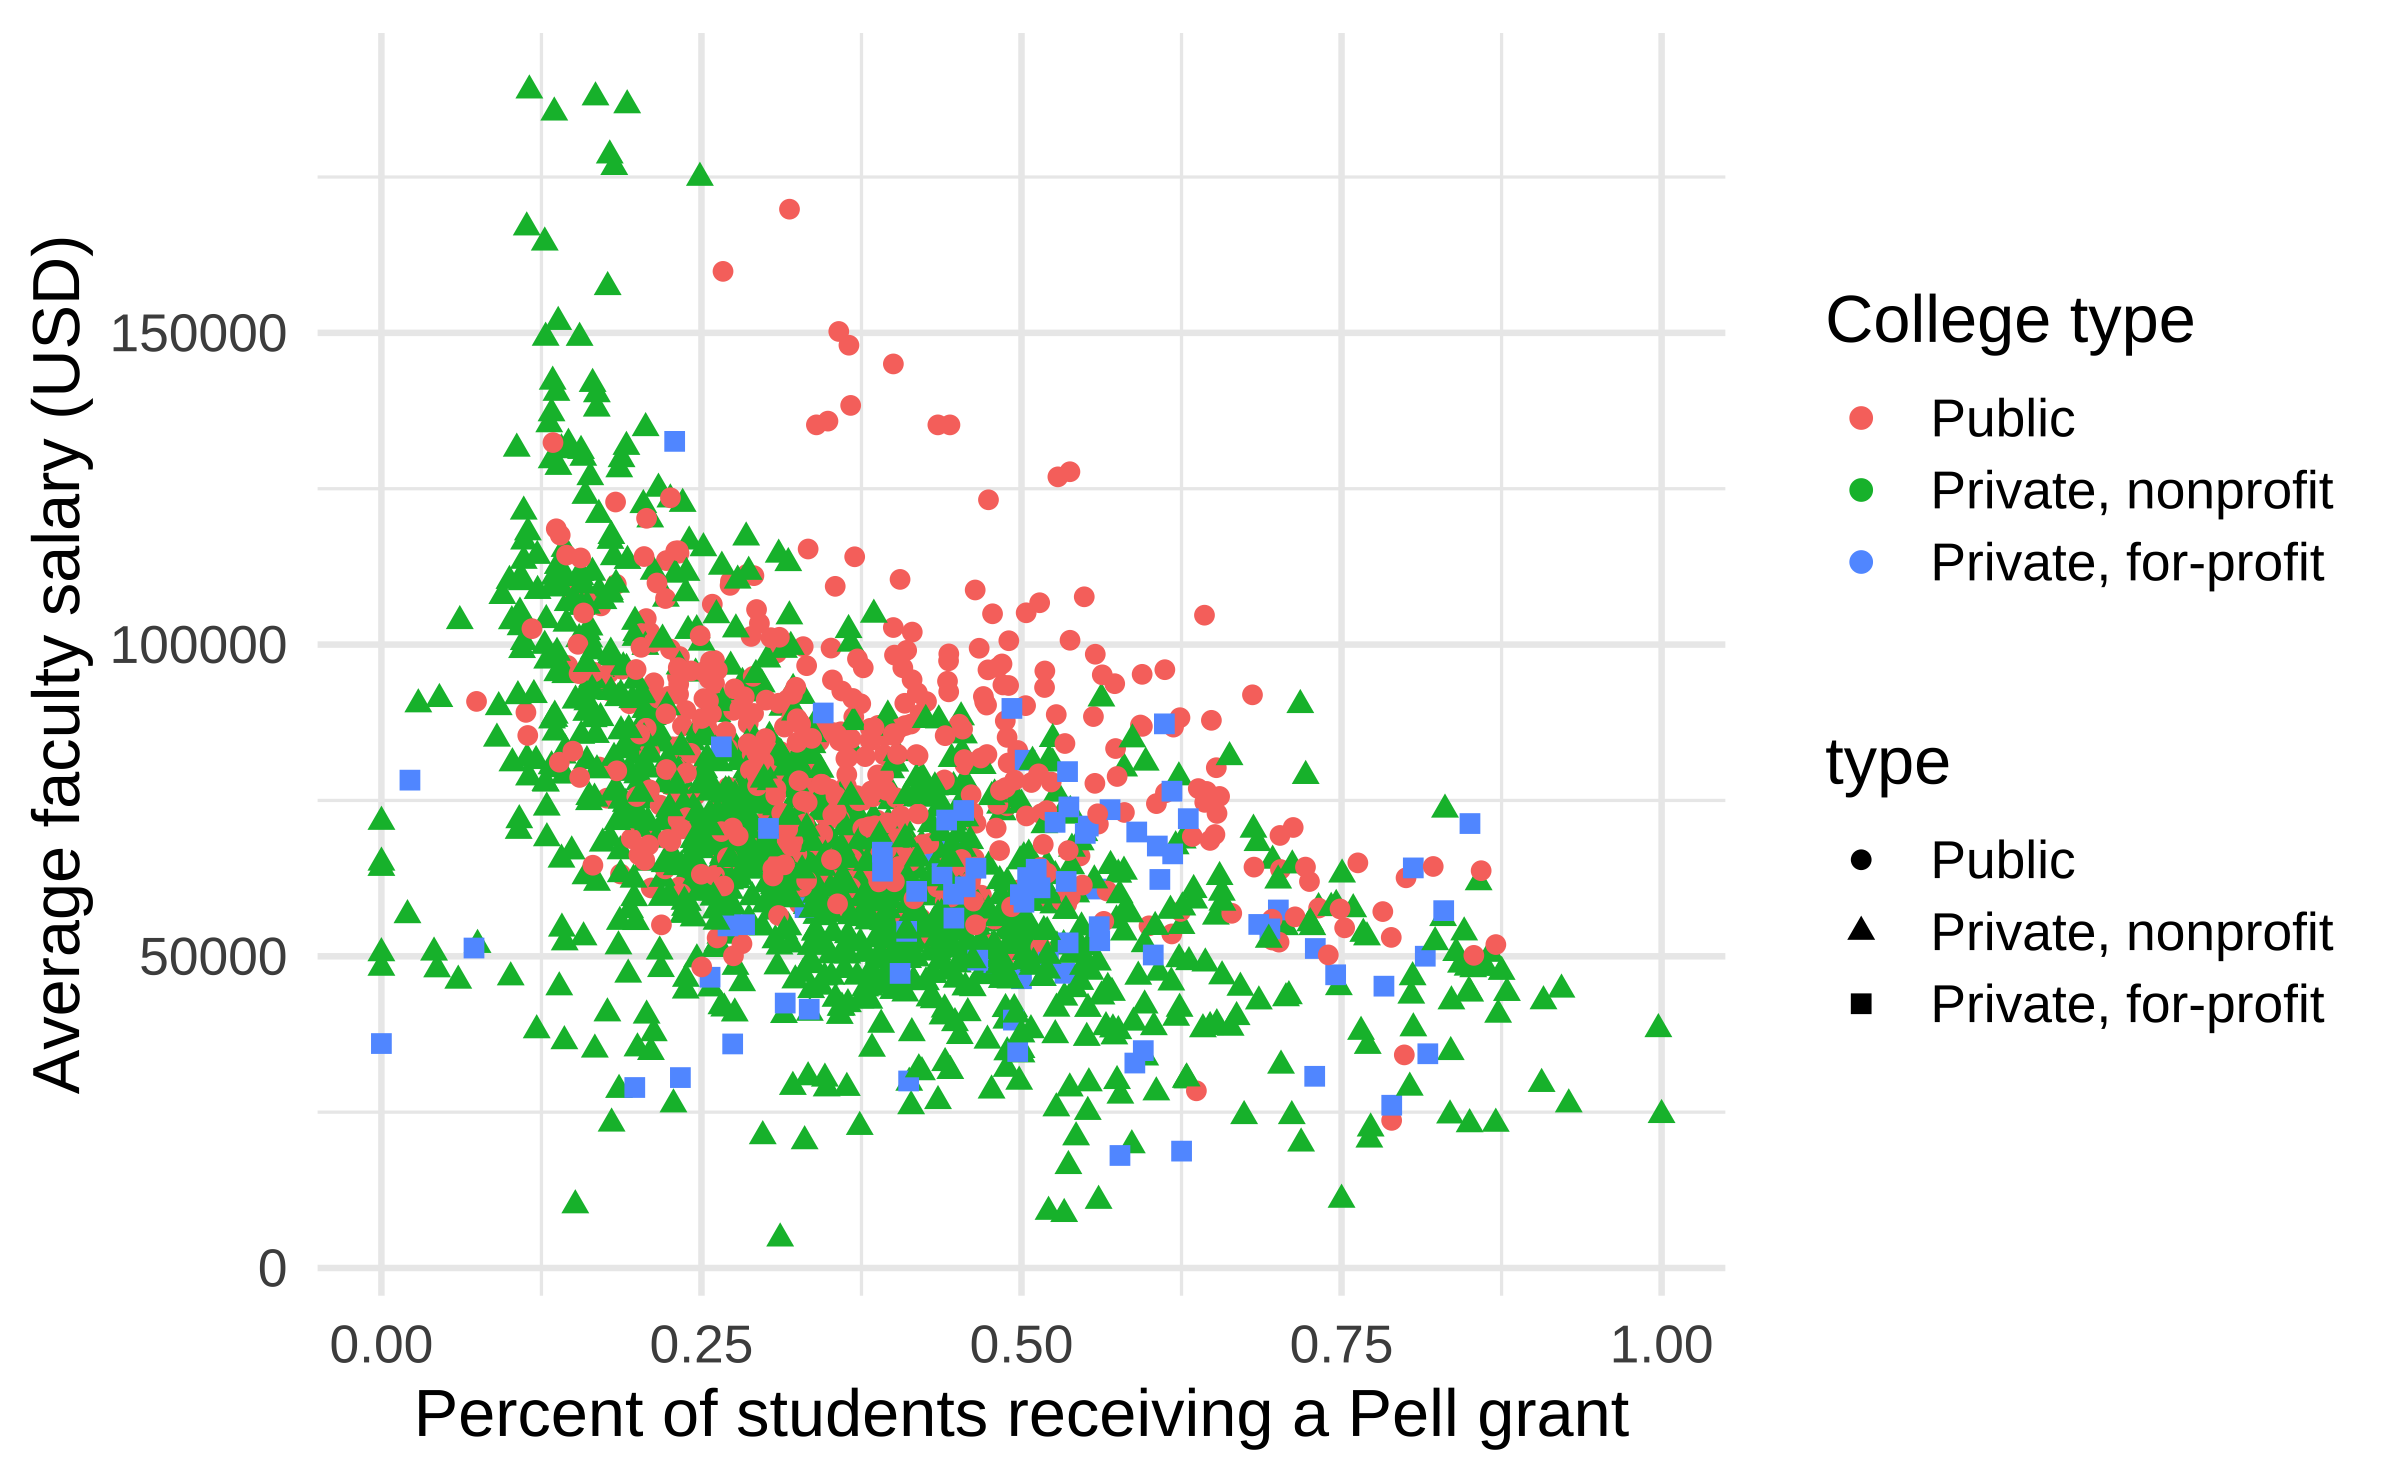 Average faculty salary (USD)
150000
100000
50000
0
0.00 0.25 0.50 0.75 1.00
Percent of students receiving a Pell grant
College type
Public
Private, nonprofit
Private, for-profit
type
Public
Private, nonprofit
Private, for-profit